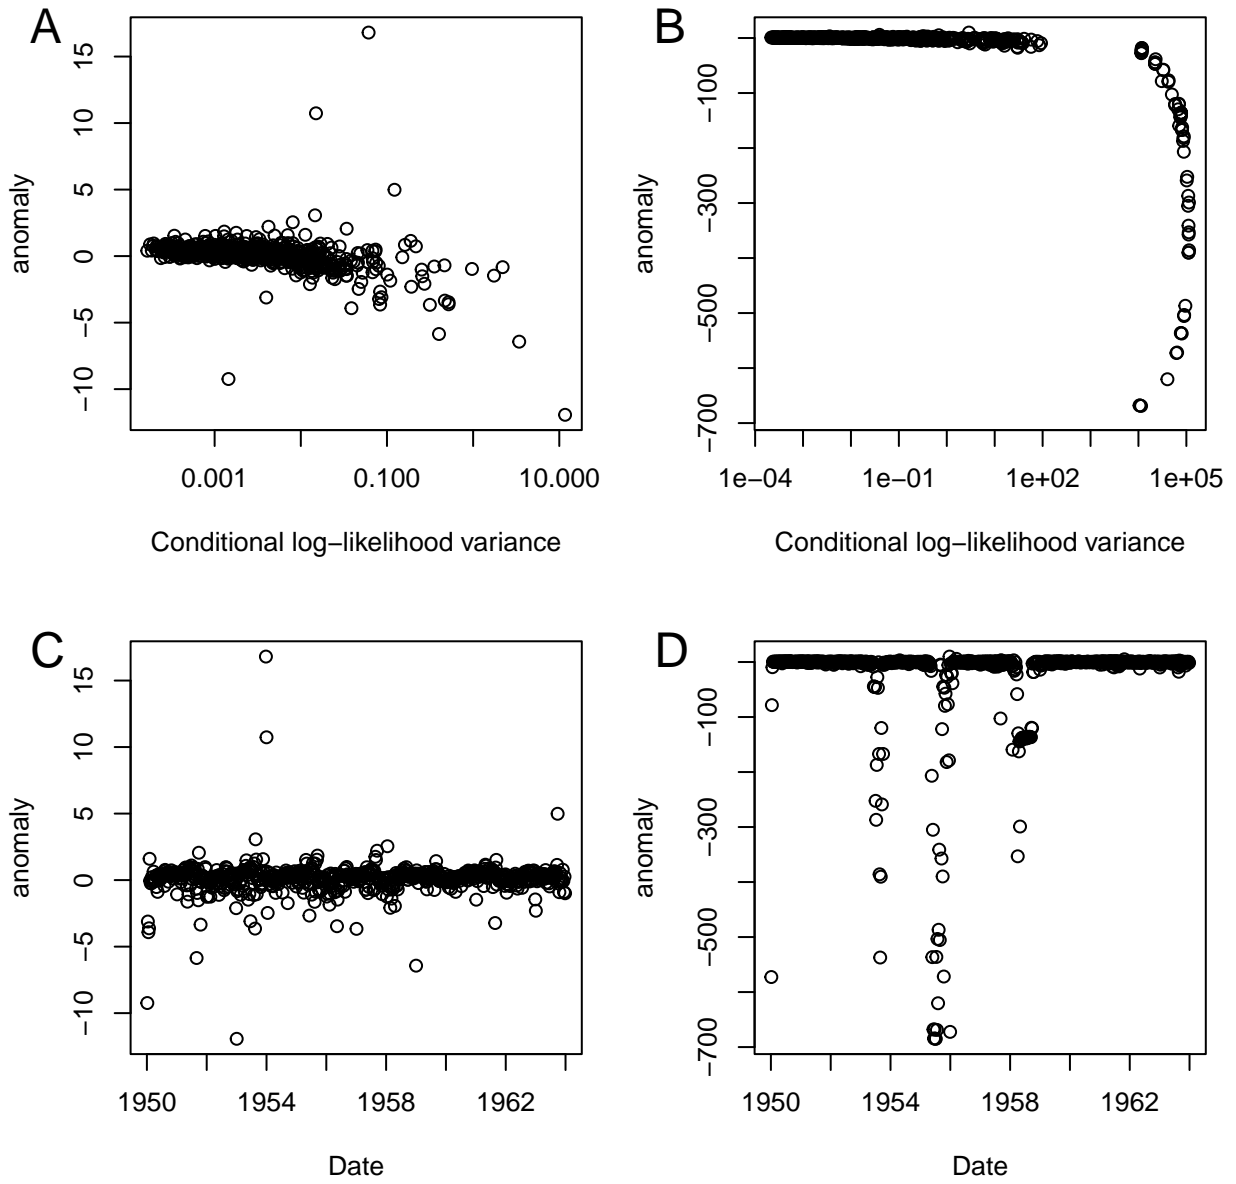 A
anomaly
15
10
5
0
−5
−10
0.001
0.100
10.000
Conditional log−likelihood variance
B
anomaly
−100
−300
−500
−700
1e−04
1e−01
1e+02
1e+05
Conditional log−likelihood variance
C
anomaly
15
10
5
0
−5
−10
1950
1954
1958
1962
Date
D
anomaly
−100
−300
−500
−700
1950
1954
1958
1962
Date